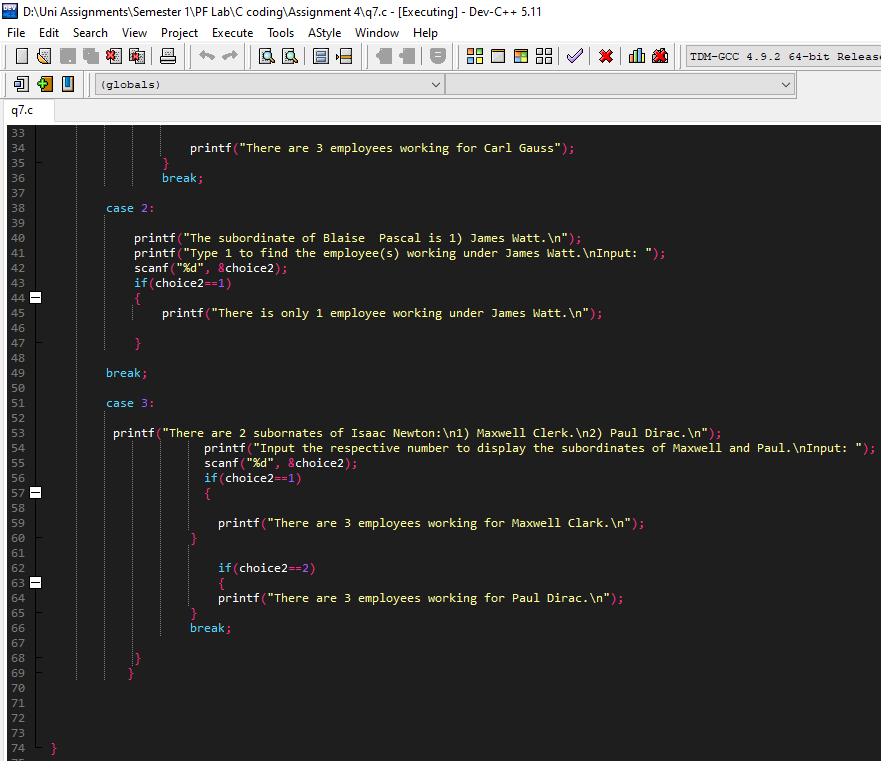 D:\Uni Assignments\Semester 1\PF Lab\C coding\Assignment 4\q7.c - [Executing] - Dev-C++ 5.11
File Edit Search View Project Execute Tools AStyle Window Help
TDM-GCC 4.9.2 64-bit Release
(globals)
q7.c
33
34 printf("There are 3 employees working for Carl Gauss");
35 }
36 break;
37
38 case 2:
39
40 printf("The subordinate of Blaise  Pascal is 1) James Watt.\n");
41 printf("Type 1 to find the employee(s) working under James Watt.\nInput: ");
42 scanf("%d", &choice2);
43 if(choice2==1)
44 {
45 printf("There is only 1 employee working under James Watt.\n");
46
47 }
48
49 break;
50
51 case 3:
52
53 printf("There are 2 subornates of Isaac Newton:\n1) Maxwell Clerk.\n2) Paul Dirac.\n");
54 printf("Input the respective number to display the subordinates of Maxwell and Paul.\nInput: ");
55 scanf("%d", &choice2);
56 if(choice2==1)
57 {
58
59 printf("There are 3 employees working for Maxwell Clark.\n");
60 }
61
62 if(choice2==2)
63 {
64 printf("There are 3 employees working for Paul Dirac.\n");
65 }
66 break;
67
68 }
69 }
70
71
72
73
74 }